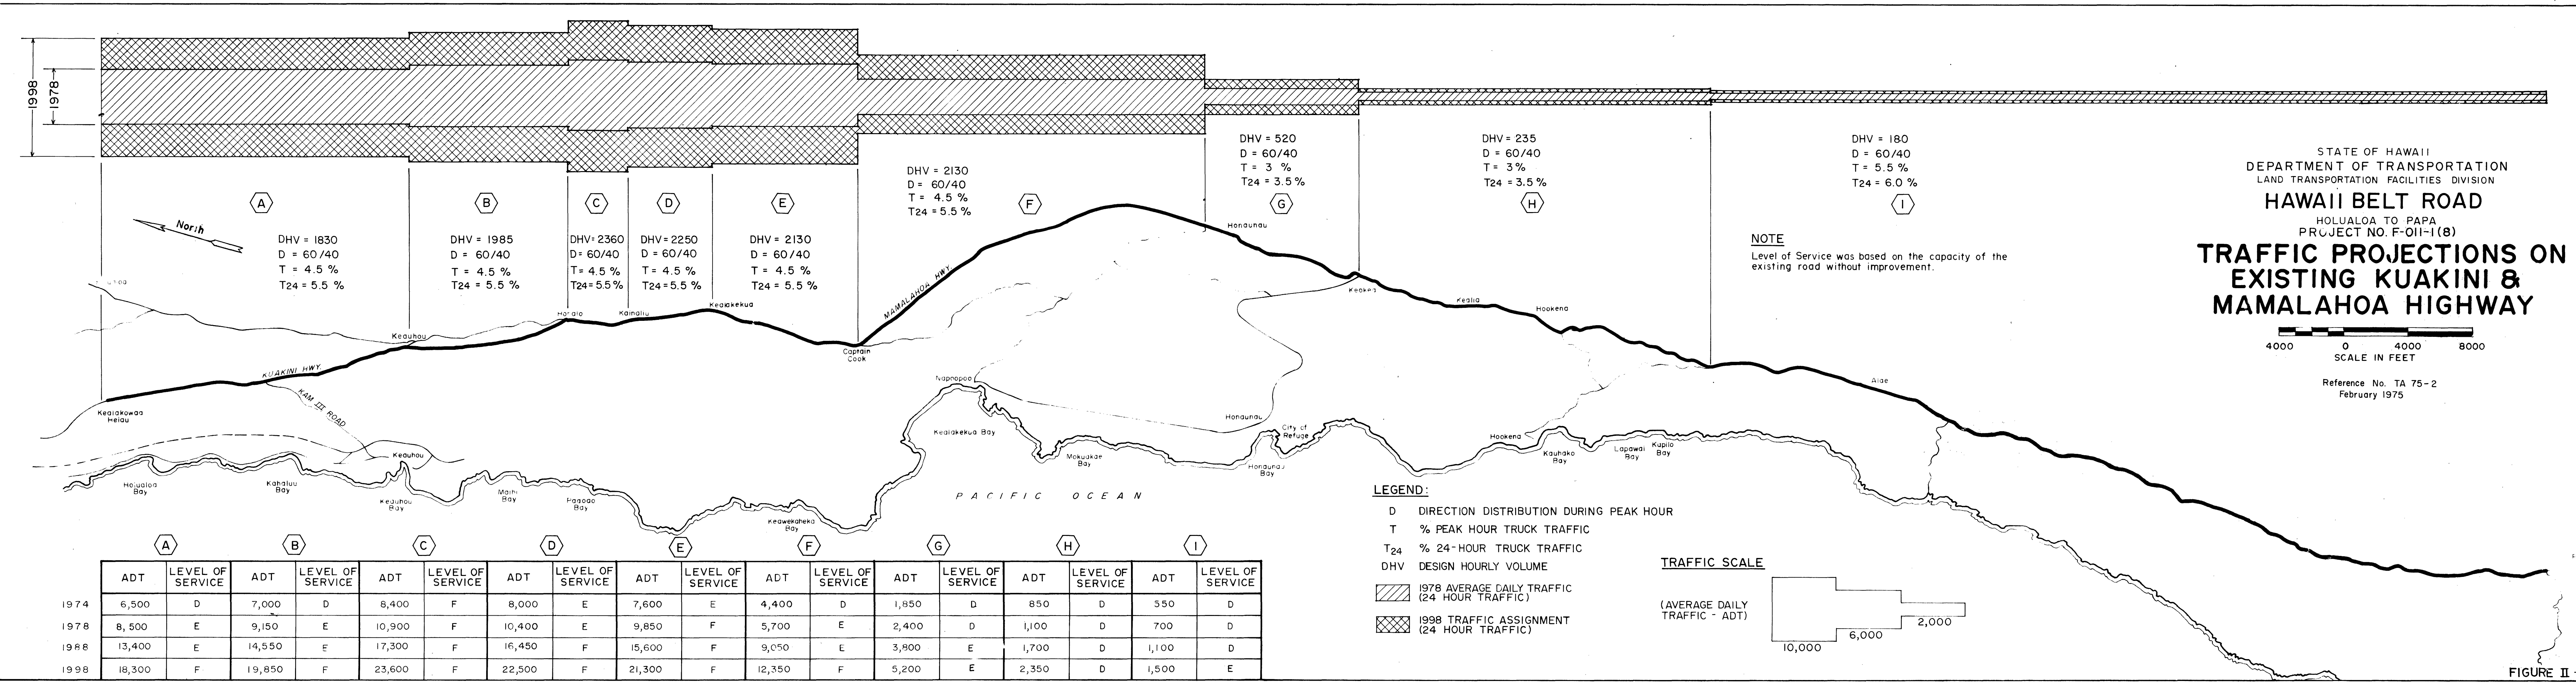 1998
1978
DHV = 520
D = 60/40
T = 3 %
T24 = 3.5 %
G
DHV = 235
D = 60/40
T = 3%
T24 = 3.5 %
H
DHV = 180
D = 60/40
T = 5.5 %
T24 = 6.0 %
I
DHV = 2130
D = 60/40
T = 4.5 %
T24 = 5.5 %
F
A
B
C
D
E
North
DHV = 1830
D = 60/40
T = 4.5 %
T24 = 5.5 %
DHV = 1985
D = 60/40
T = 4.5 %
T24 = 5.5 %
DHV = 2360
D = 60/40
T = 4.5 %
T24 = 5.5 %
DHV = 2250
D = 60/40
T = 4.5 %
T24 = 5.5 %
DHV = 2130
D = 60/40
T = 4.5 %
T24 = 5.5 %
STATE OF HAWAII
DEPARTMENT OF TRANSPORTATION
LAND TRANSPORTATION FACILITIES DIVISION
HAWAII BELT ROAD
HOLUALOA TO PAPA
PROJECT NO. F-011-1(8)
TRAFFIC PROJECTIONS ON
EXISTING KUAKINI &
MAMALAHOA HIGHWAY
4000 0 4000 8000
SCALE IN FEET
Reference No. TA 75-2
February 1975
NOTE
Level of Service was based on the capacity of the
existing road without improvement.
Keauhou
Honalo
Kainaliu
Kealakekua
Captain
Cook
MAMALAHOA HWY
Honaunau
Keokea
Kealia
Hookena
Alae
KUAKINI HWY.
KAM III ROAD
Kealakowaa
Heiau
Keauhou
Napoopoo
Honaunau
City of
Refuge
Hookena
Holualoa
Bay
Kahaluu
Bay
Keauhou
Bay
Maihi
Bay
Paaoao
Bay
Keawekaheka
Bay
Kealakekua Bay
Mokuakae
Bay
Honaunau
Bay
Kauhako
Bay
Lapawai
Bay
Kupilo
Bay
PACIFIC OCEAN
LEGEND:
D DIRECTION DISTRIBUTION DURING PEAK HOUR
T % PEAK HOUR TRUCK TRAFFIC
T24 % 24-HOUR TRUCK TRAFFIC
DHV DESIGN HOURLY VOLUME
1978 AVERAGE DAILY TRAFFIC
(24 HOUR TRAFFIC)
1998 TRAFFIC ASSIGNMENT
(24 HOUR TRAFFIC)
TRAFFIC SCALE
(AVERAGE DAILY
TRAFFIC - ADT)
10,000
6,000
2,000
A B C D E F G H I
ADT LEVEL OF SERVICE ADT LEVEL OF SERVICE ADT LEVEL OF SERVICE ADT LEVEL OF SERVICE ADT LEVEL OF SERVICE ADT LEVEL OF SERVICE ADT LEVEL OF SERVICE ADT LEVEL OF SERVICE ADT LEVEL OF SERVICE
1974 6,500 D 7,000 D 8,400 F 8,000 E 7,600 E 4,400 D 1,850 D 850 D 550 D
1978 8,500 E 9,150 E 10,900 F 10,400 E 9,850 F 5,700 E 2,400 D 1,100 D 700 D
1988 13,400 E 14,550 E 17,300 F 16,450 F 15,600 F 9,050 E 3,800 E 1,700 D 1,100 D
1998 18,300 F 19,850 F 23,600 F 22,500 F 21,300 F 12,350 F 5,200 E 2,350 D 1,500 E
FIGURE II